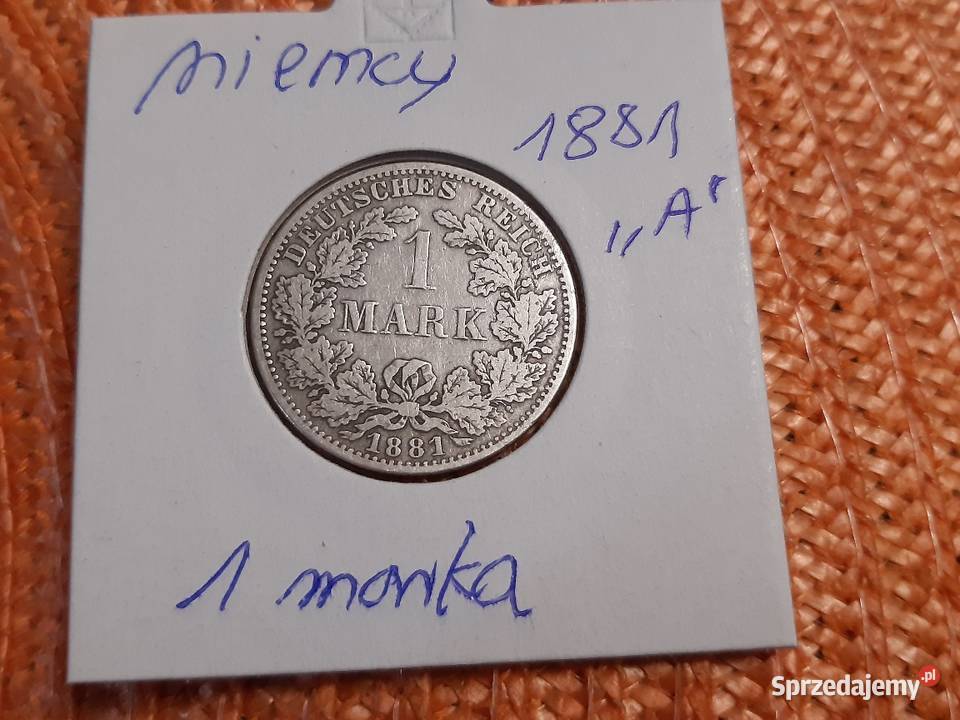 niemcy
1881
„A"
DEUTSCHES REICH
1
MARK
1881
1 marka
Sprzedajemy.pl